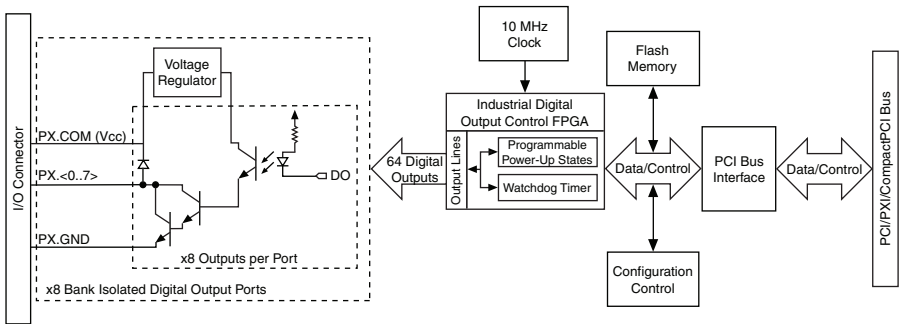 I/O Connector
Voltage
Regulator
PX.COM (Vcc)
PX.<0..7>
PX.GND
DO
x8 Outputs per Port
x8 Bank Isolated Digital Output Ports
64 Digital
Outputs
10 MHz
Clock
Industrial Digital
Output Control FPGA
Output Lines
Programmable
Power-Up States
Watchdog Timer
Flash
Memory
Data/Control
Configuration
Control
PCI Bus
Interface
Data/Control
PCI/PXI/CompactPCI Bus